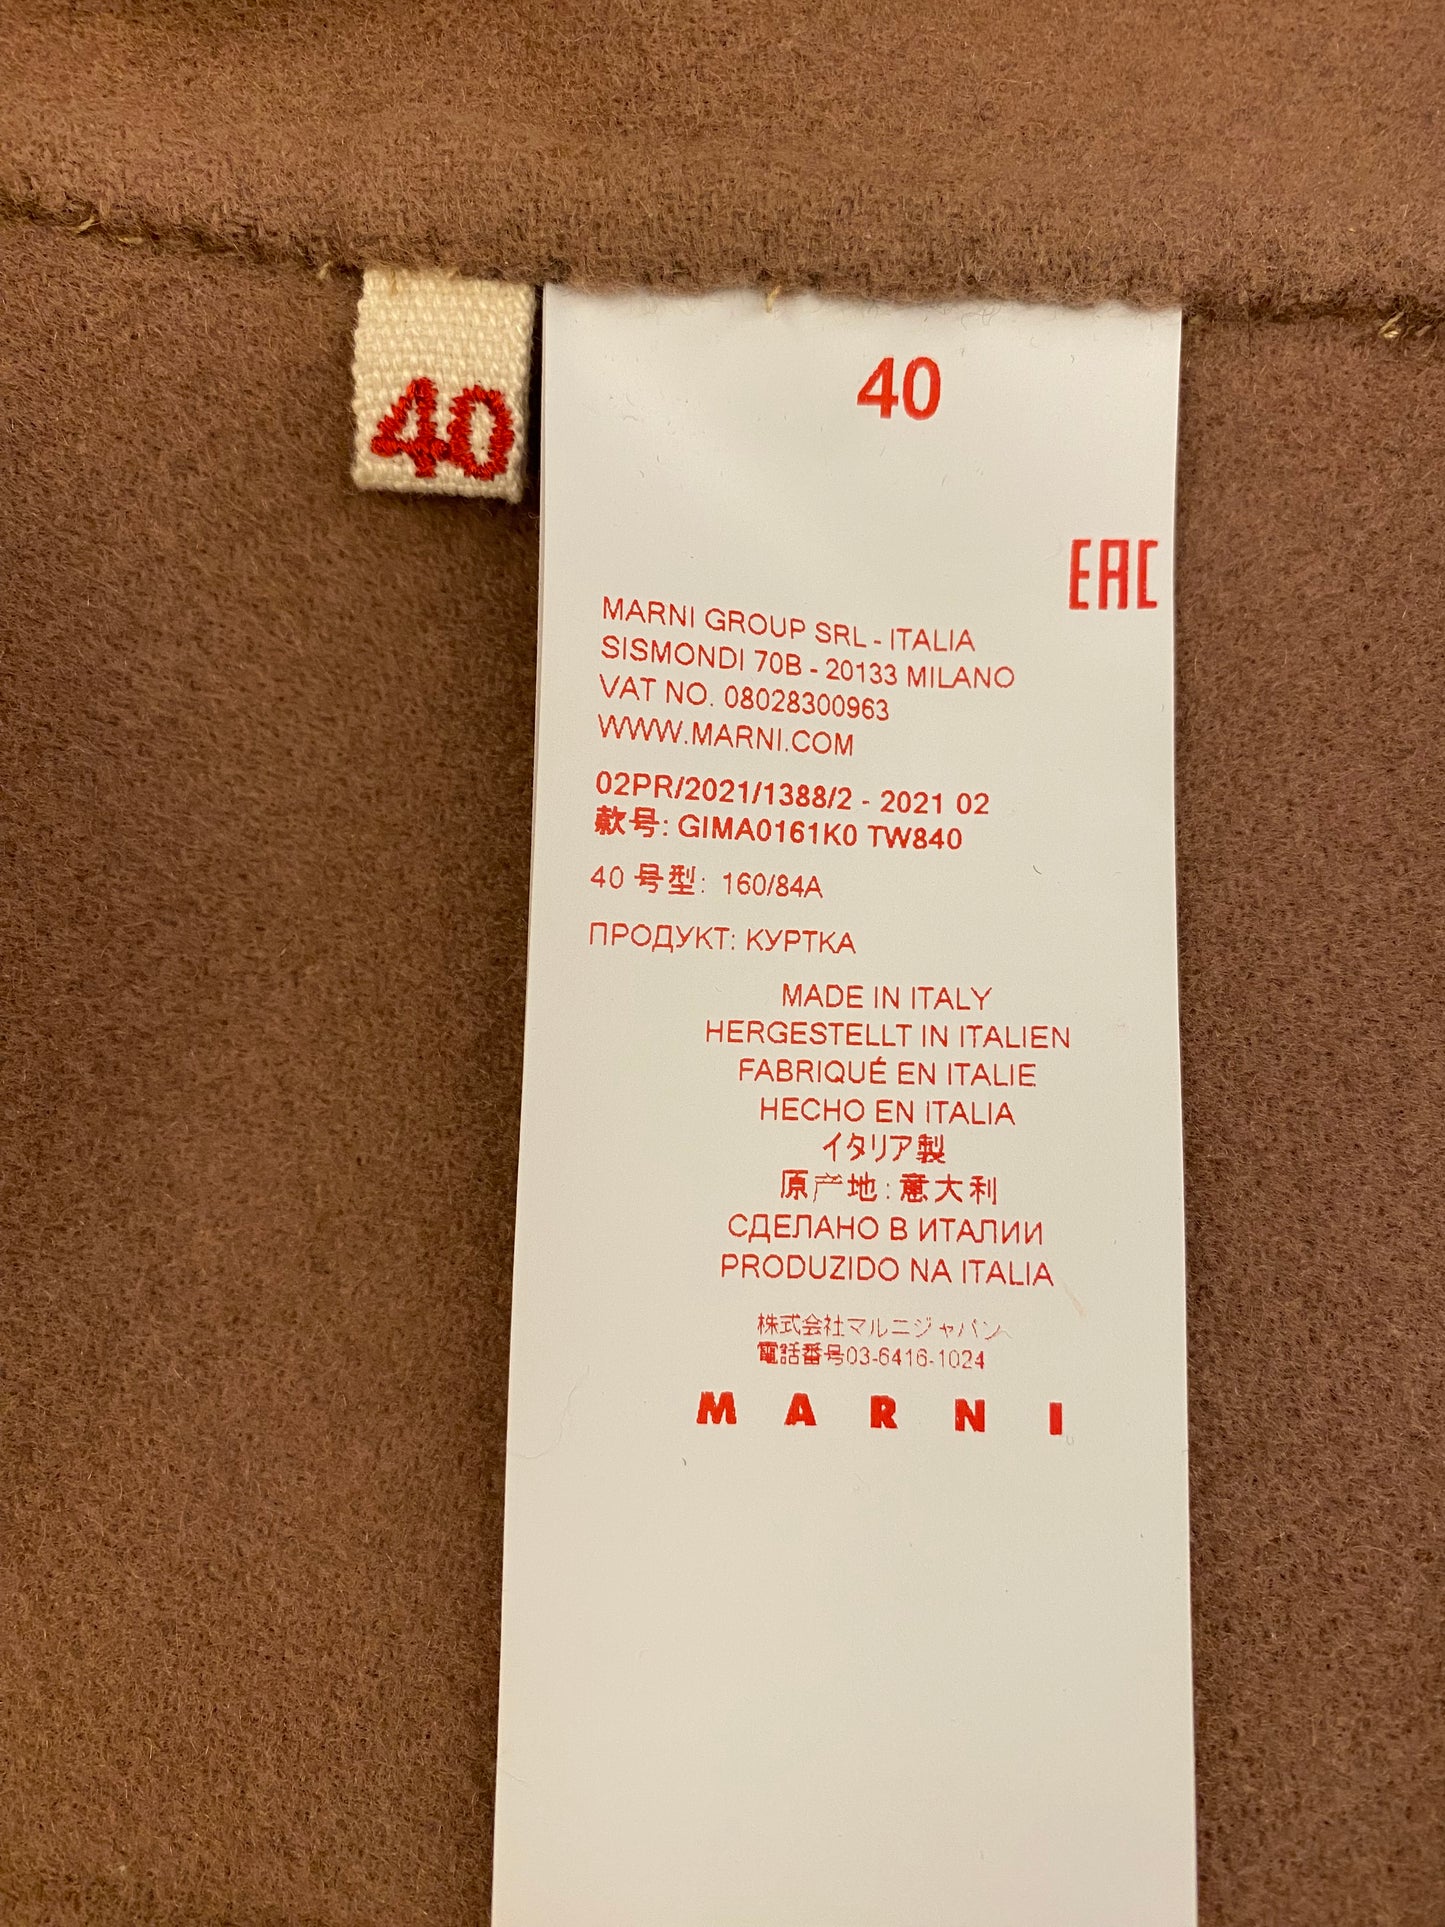 40
40
EAC
MARNI GROUP SRL - ITALIA
SISMONDI 70B - 20133 MILANO
VAT NO. 08028300963
WWW.MARNI.COM
02PR/2021/1388/2 - 2021 02
款号: GIMA0161K0 TW840
40 号型: 160/84A
ПРОДУКТ: КУРТКА
MADE IN ITALY
HERGESTELLT IN ITALIEN
FABRIQUÉ EN ITALIE
HECHO EN ITALIA
イタリア製
原产地:意大利
СДЕЛАНО В ИТАЛИИ
PRODUZIDO NA ITALIA
株式会社マルニジャパン
電話番号03-6416-1024
MARNI